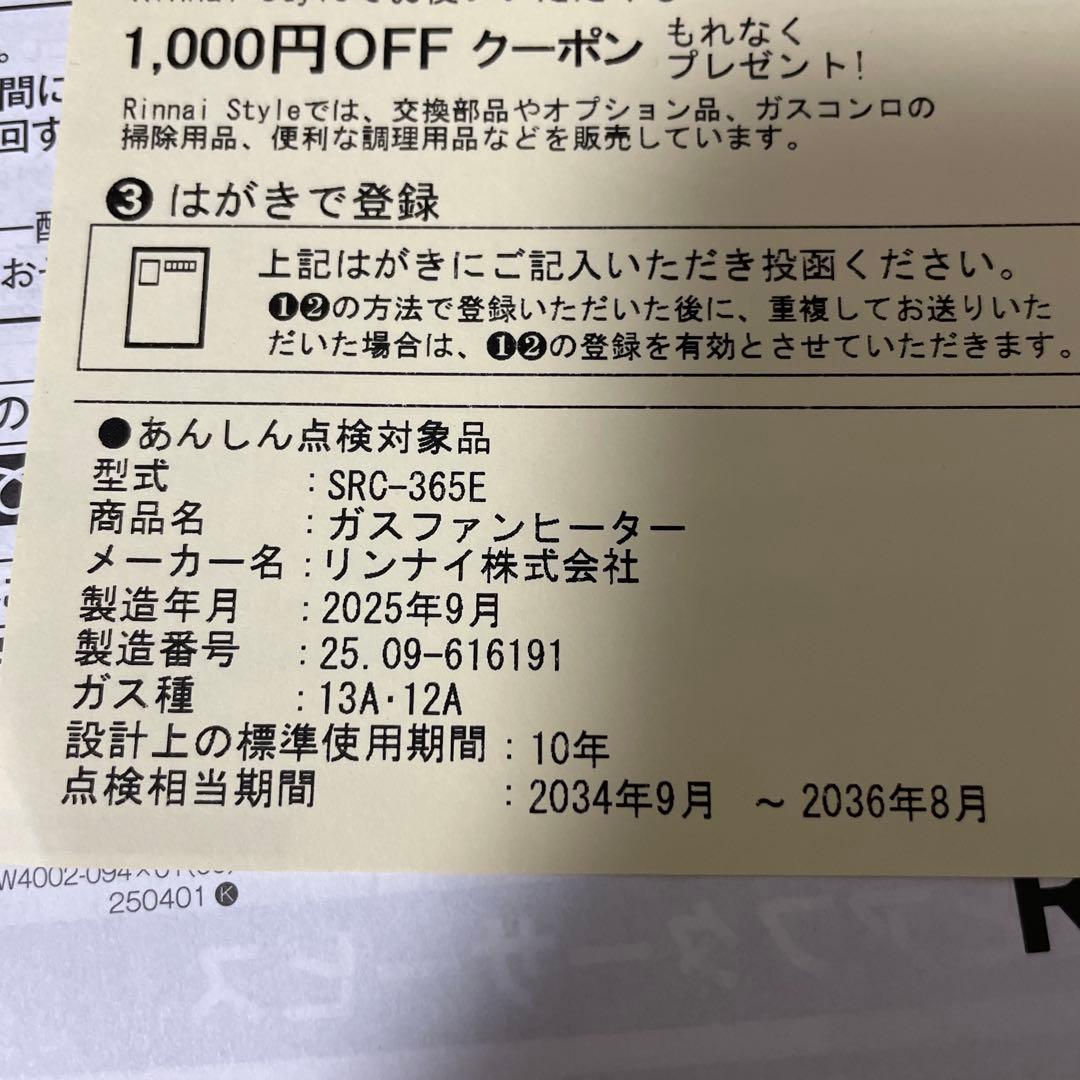 1,000円OFF クーポン もれなく
プレゼント!
Rinnai Styleでは、交換部品やオプション品、ガスコンロの
掃除用品、便利な調理用品などを販売しています。
❸ はがきで登録
上記はがきにご記入いただき投函ください。
❶❷の方法で登録いただいた後に、重複してお送りいた
だいた場合は、❶❷の登録を有効とさせていただきます。
●あんしん点検対象品
型式 : SRC-365E
商品名 : ガスファンヒーター
メーカー名 : リンナイ株式会社
製造年月 : 2025年9月
製造番号 : 25.09-616191
ガス種 : 13A・12A
設計上の標準使用期間 : 10年
点検相当期間 : 2034年9月 ~ 2036年8月
250401 K
間に
回す
の